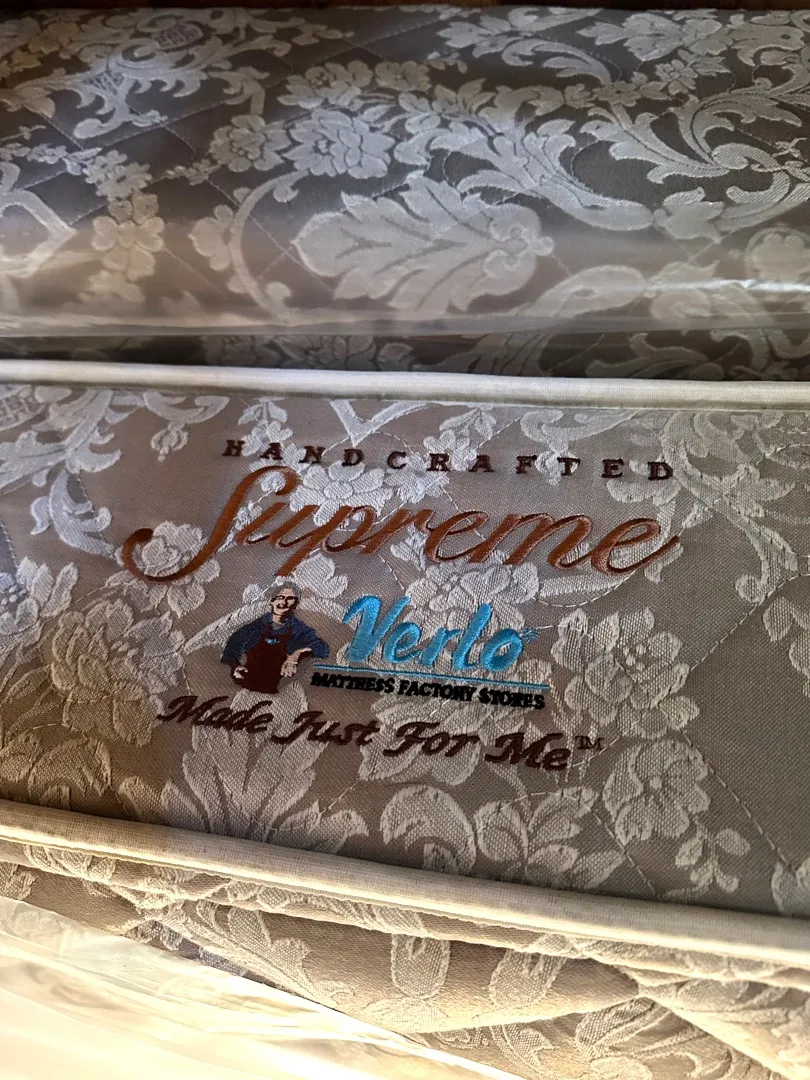 HANDCRAFTED
Supreme
Verlo
MATTRESS FACTORY STORES
Made Just For Me™